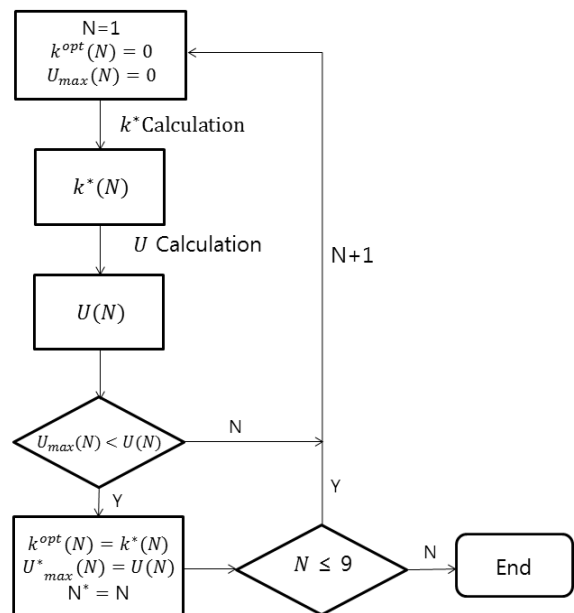 N=1
k^{opt}(N) = 0
U_{max}(N) = 0
k* Calculation
k*(N)
U Calculation
N+1
U(N)
U_{max}(N) < U(N)
N
Y
Y
k^{opt}(N) = k*(N)
U*_{max}(N) = U(N)
N* = N
N ≤ 9
N
End